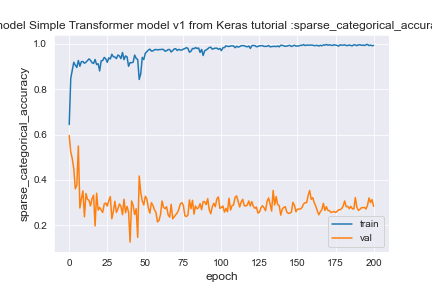 model Simple Transformer model v1 from Keras tutorial :sparse_categorical_accura
1.0
0.8
0.6
0.4
0.2
sparse_categorical_accuracy
0
25
50
75
100
125
150
175
200
epoch
train
val